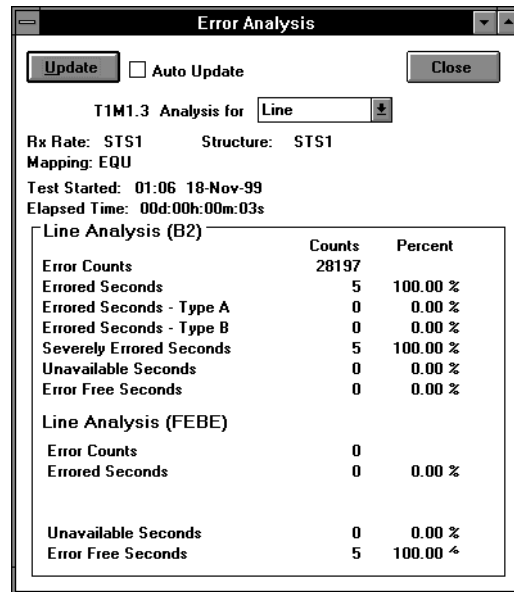 Error Analysis
Update Auto Update Close
T1M1.3 Analysis for Line
Rx Rate: STS1 Structure: STS1
Mapping: EQU
Test Started: 01:06 18-Nov-99
Elapsed Time: 00d:00h:00m:03s
Line Analysis (B2)
Counts Percent
Error Counts 28197
Errored Seconds 5 100.00 %
Errored Seconds - Type A 0 0.00 %
Errored Seconds - Type B 0 0.00 %
Severely Errored Seconds 5 100.00 %
Unavailable Seconds 0 0.00 %
Error Free Seconds 0 0.00 %
Line Analysis (FEBE)
Error Counts 0
Errored Seconds 0 0.00 %
Unavailable Seconds 0 0.00 %
Error Free Seconds 5 100.00 %